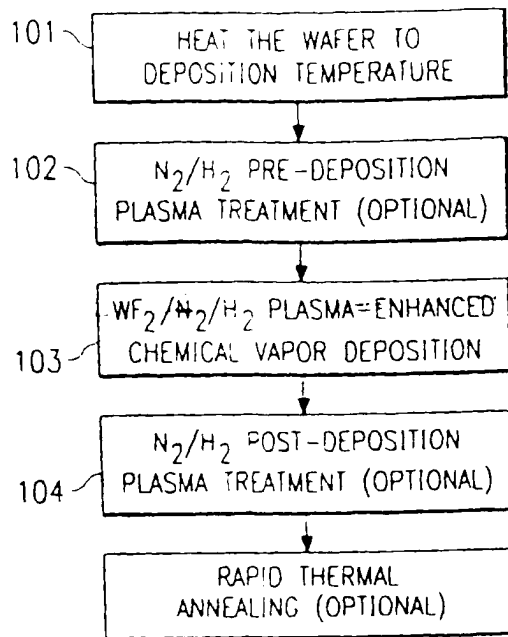 101
HEAT THE WAFER TO
DEPOSITION TEMPERATURE
102
N2/H2 PRE-DEPOSITION
PLASMA TREATMENT (OPTIONAL)
WF2/N2/H2 PLASMA=ENHANCED
103
CHEMICAL VAPOR DEPOSITION
N2/H2 POST-DEPOSITION
104
PLASMA TREATMENT (OPTIONAL)
RAPID THERMAL
ANNEALING (OPTIONAL)